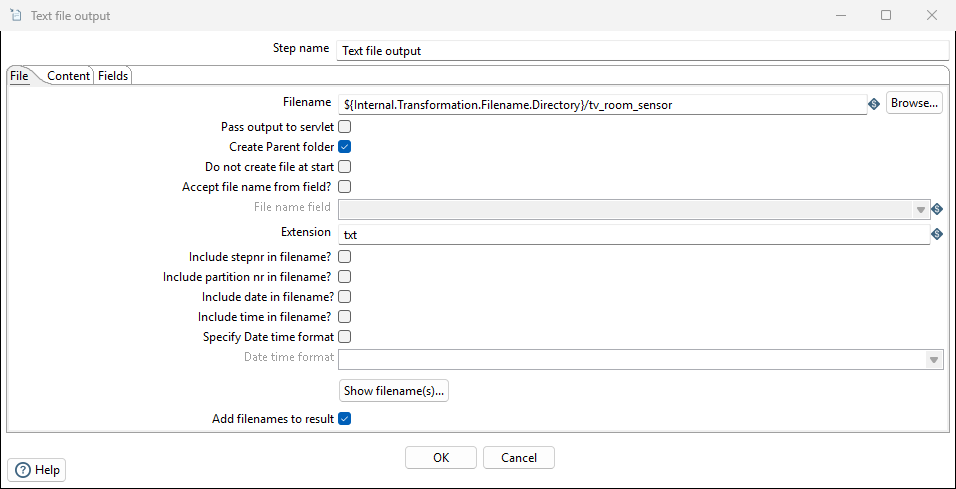 Text file output
Step name Text file output
File Content Fields
Filename ${Internal.Transformation.Filename.Directory}/tv_room_sensor S Browse...
Pass output to servlet
Create Parent folder
Do not create file at start
Accept file name from field?
File name field S
Extension txt S
Include stepnr in filename?
Include partition nr in filename?
Include date in filename?
Include time in filename?
Specify Date time format
Date time format
Show filename(s)...
Add filenames to result
OK Cancel
? Help